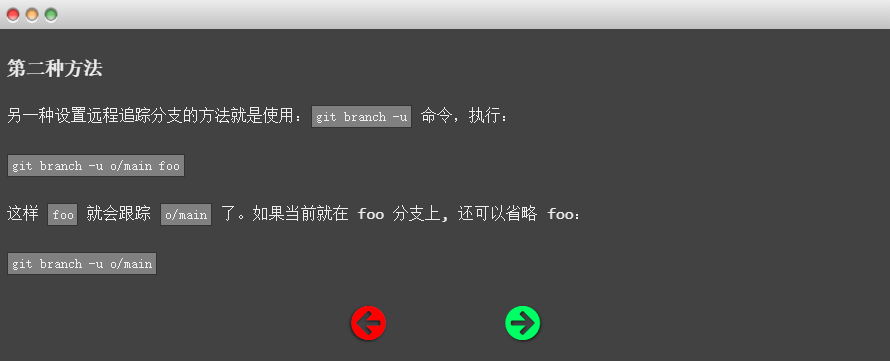 第二种方法
另一种设置远程追踪分支的方法就是使用：git branch -u 命令，执行：
git branch -u o/main foo
这样 foo 就会跟踪 o/main 了。如果当前就在 foo 分支上, 还可以省略 foo：
git branch -u o/main